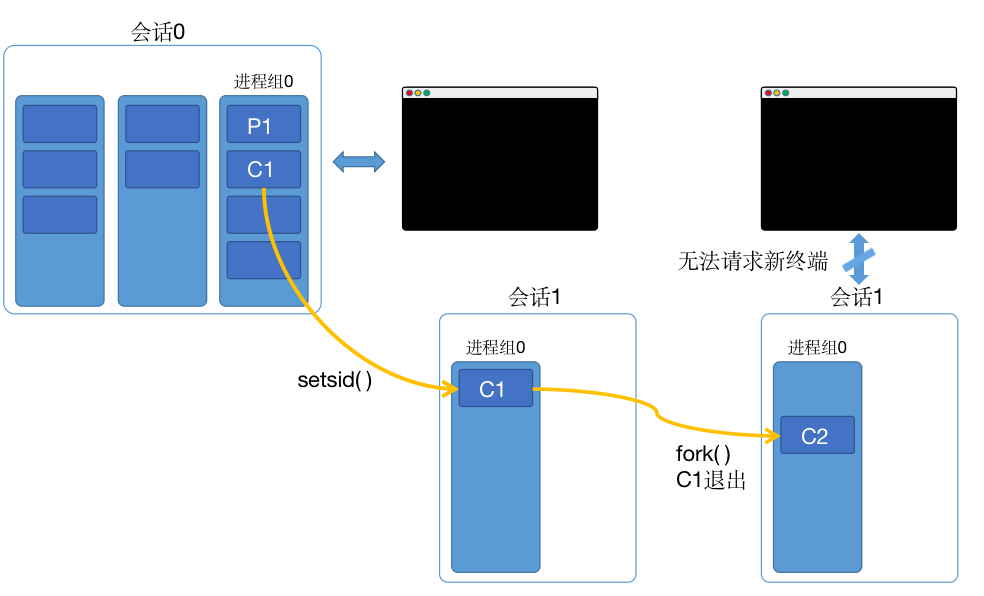 会话0
进程组0
P1
C1
setsid( )
会话1
进程组0
C1
fork( )
C1退出
无法请求新终端
会话1
进程组0
C2